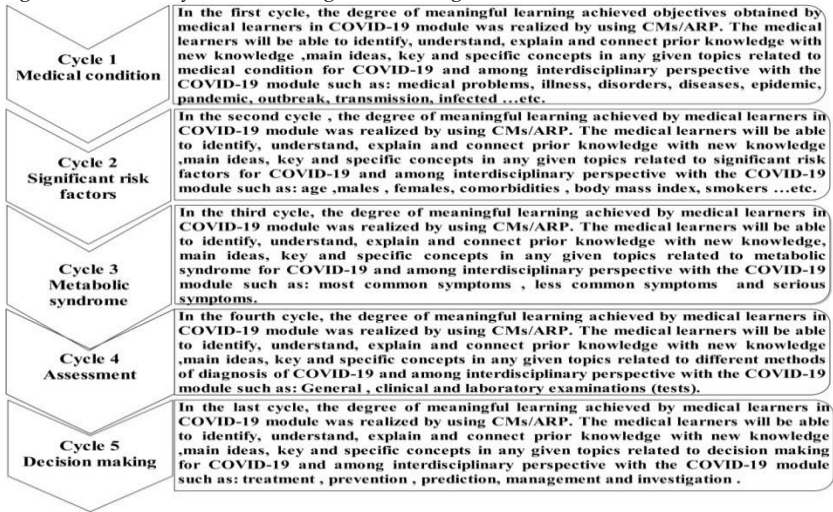 Cycle 1
Medical condition
In the first cycle, the degree of meaningful learning achieved objectives obtained by
medical learners in COVID-19 module was realized by using CMs/ARP. The medical
learners will be able to identify, understand, explain and connect prior knowledge with
new knowledge ,main ideas, key and specific concepts in any given topics related to
medical condition for COVID-19 and among interdisciplinary perspective with the
COVID-19 module such as: medical problems, illness, disorders, diseases, epidemic,
pandemic, outbreak, transmission, infected ...etc.
Cycle 2
Significant risk
factors
In the second cycle , the degree of meaningful learning achieved by medical learners in
COVID-19 module was realized by using CMs/ARP. The medical learners will be able
to identify, understand, explain and connect prior knowledge with new knowledge
,main ideas, key and specific concepts in any given topics related to significant risk
factors for COVID-19 and among interdisciplinary perspective with the COVID-19
module such as: age ,males , females, comorbidities , body mass index, smokers ...etc.
Cycle 3
Metabolic
syndrome
In the third cycle, the degree of meaningful learning achieved by medical learners in
COVID-19 module was realized by using CMs/ARP. The medical learners will be able
to identify, understand, explain and connect prior knowledge with new knowledge,
main ideas, key and specific concepts in any given topics related to metabolic
syndrome for COVID-19 and among interdisciplinary perspective with the COVID-19
module such as: most common symptoms , less common symptoms and serious
symptoms.
Cycle 4
Assessment
In the fourth cycle, the degree of meaningful learning achieved by medical learners in
COVID-19 module was realized by using CMs/ARP. The medical learners will be able
to identify, understand, explain and connect prior knowledge with new knowledge
,main ideas, key and specific concepts in any given topics related to different methods
of diagnosis of COVID-19 and among interdisciplinary perspective with the COVID-19
module such as: General , clinical and laboratory examinations (tests).
Cycle 5
Decision making
In the last cycle, the degree of meaningful learning achieved by medical learners in
COVID-19 module was realized by using CMs/ARP. The medical learners will be able
to identify, understand, explain and connect prior knowledge with new knowledge
,main ideas, key and specific concepts in any given topics related to decision making
for COVID-19 and among interdisciplinary perspective with the COVID-19 module
such as: treatment , prevention , prediction, management and investigation .